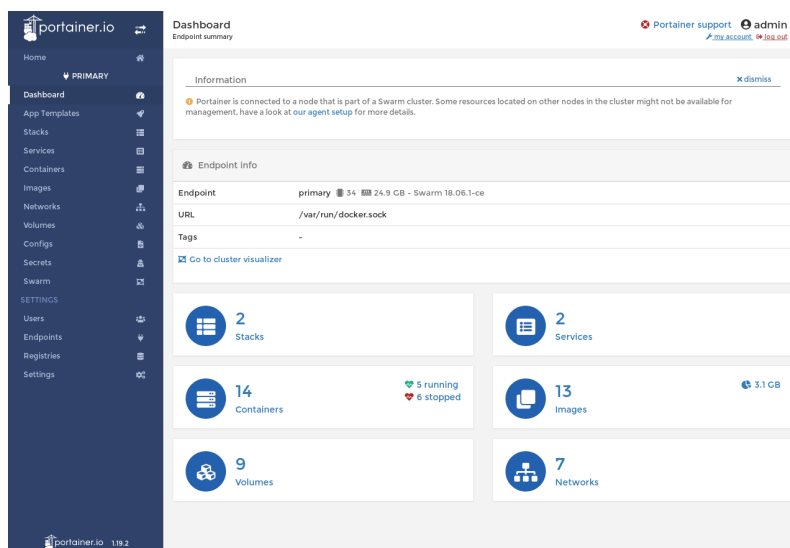 portainer.io
Home
PRIMARY
Dashboard
App Templates
Stacks
Services
Containers
Images
Networks
Volumes
Configs
Secrets
Swarm
SETTINGS
Users
Endpoints
Registries
Settings
portainer.io 1.19.2
Dashboard
Endpoint summary
Portainer support admin
my account log out
Information
dismiss
Portainer is connected to a node that is part of a Swarm cluster. Some resources located on other nodes in the cluster might not be available for
management, have a look at our agent setup for more details.
Endpoint info
Endpoint primary 34 24.9 GB - Swarm 18.06.1-ce
URL /var/run/docker.sock
Tags -
Go to cluster visualizer
2
Stacks
2
Services
14
Containers
5 running
6 stopped
13
Images
3.1 GB
9
Volumes
7
Networks